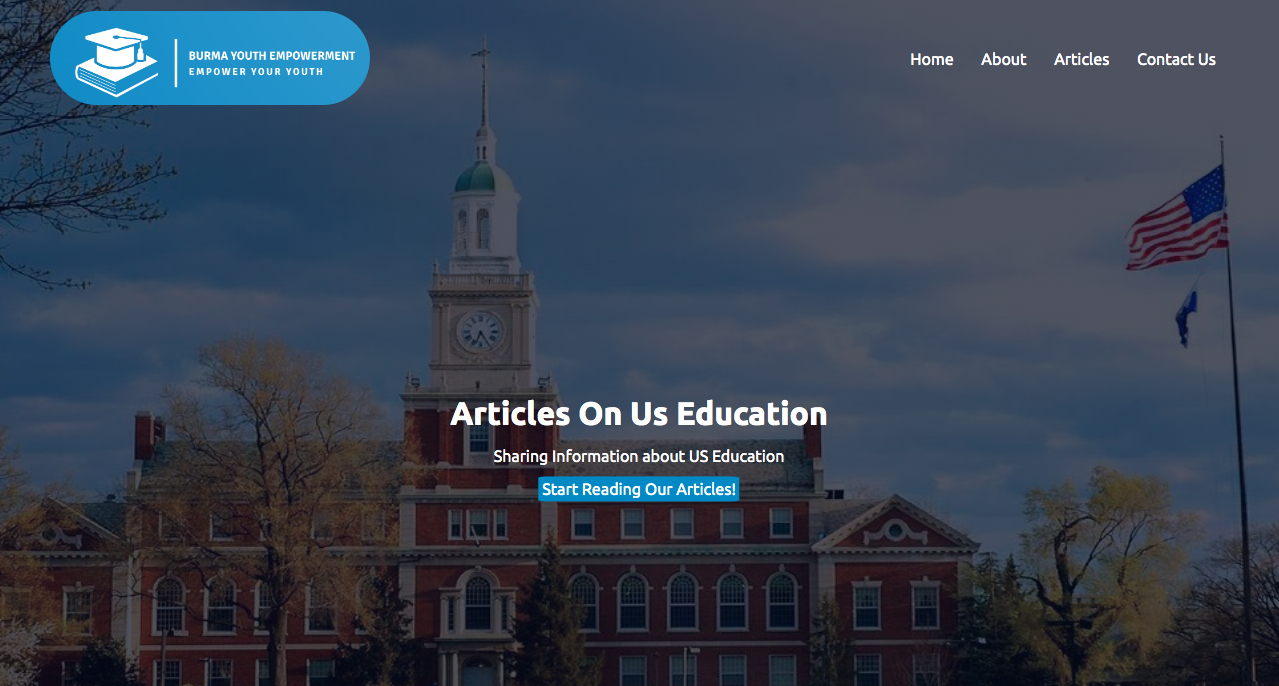 BURMA YOUTH EMPOWERMENT
EMPOWER YOUR YOUTH
Home
About
Articles
Contact Us
Articles On Us Education
Sharing Information about US Education
Start Reading Our Articles!